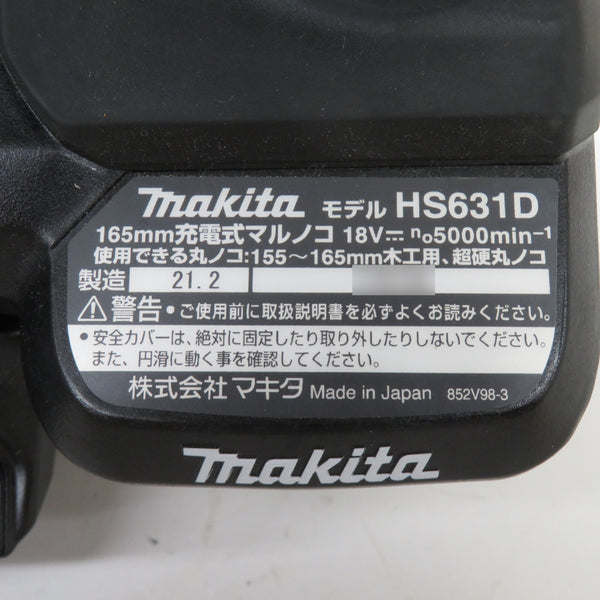 makita モデル HS631D
165mm充電式マルノコ 18V⎓ n₀5000min⁻¹
使用できる丸ノコ:155～165mm木工用、超硬丸ノコ
製造 21.2
⚠警告・ご使用前に取扱説明書を必ずよくお読みください。
・安全カバーは、絶対に固定したり取り外したりしないでください。
また、円滑に動く事を確認してください。
株式会社マキタ Made in Japan 852V98-3
makita